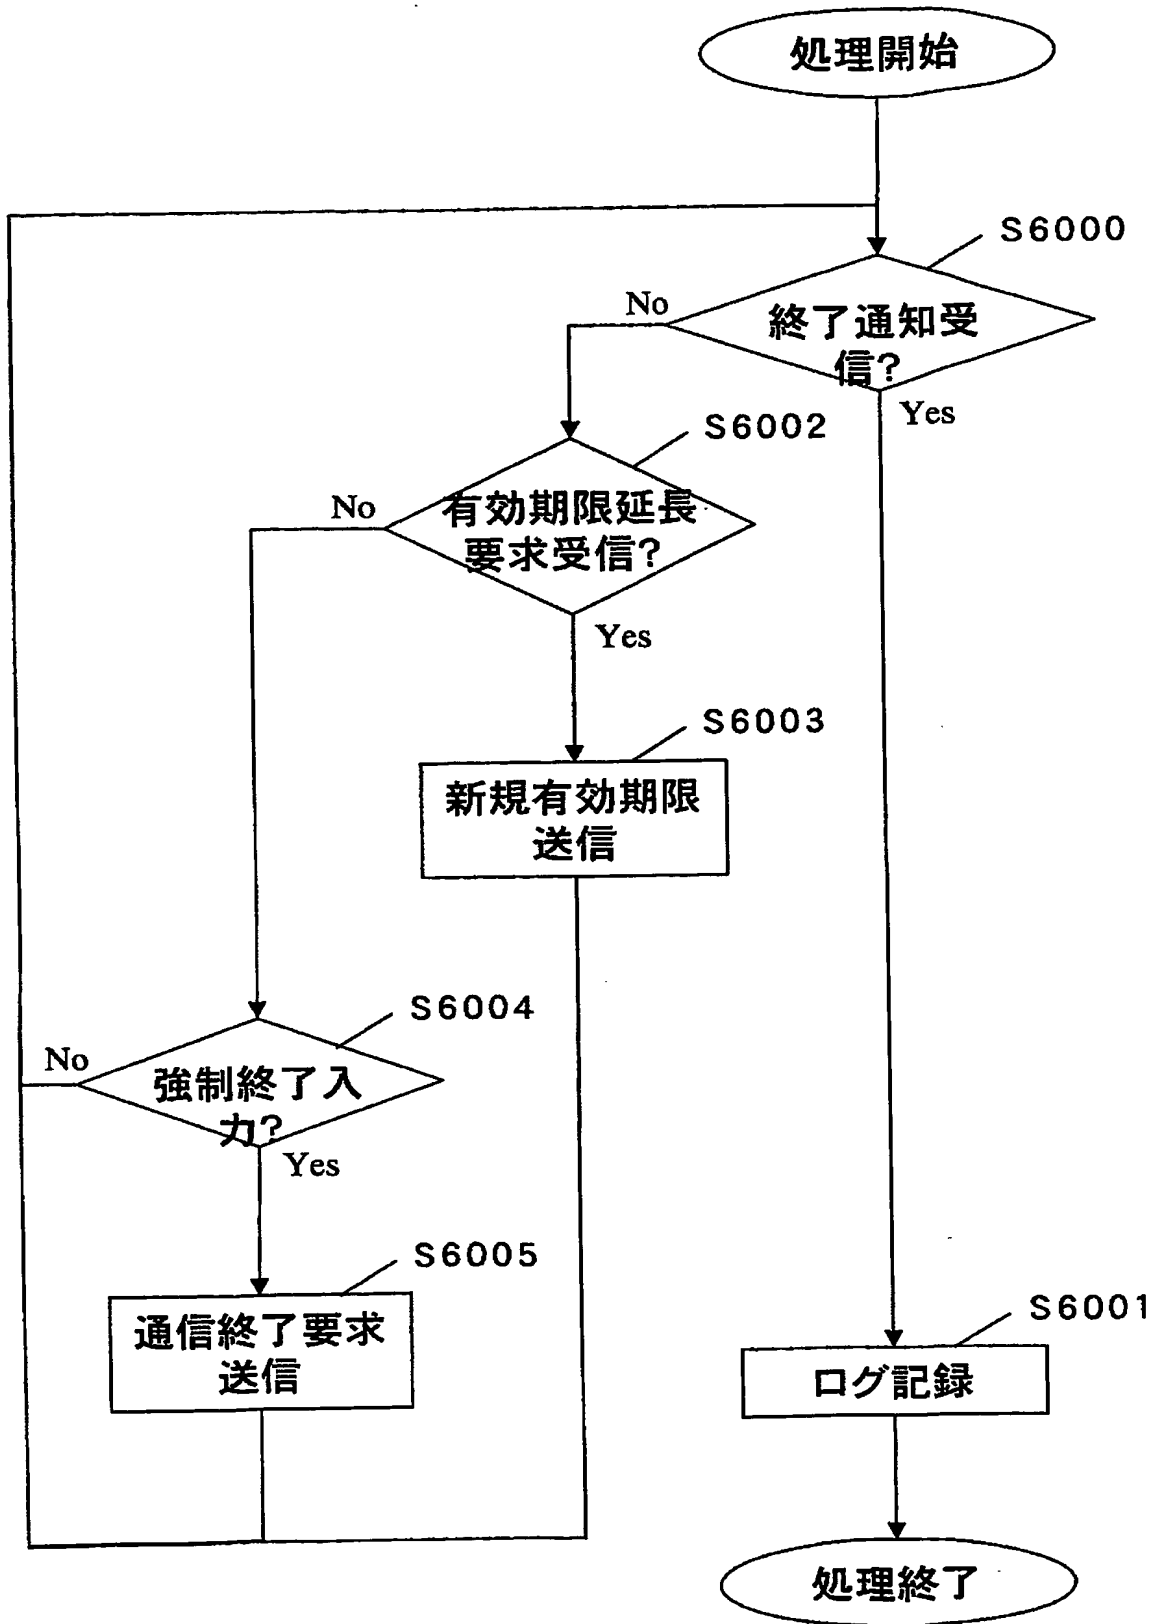 処理開始
S6000
No
終了通知受
信?
Yes
S6002
No
有効期限延長
要求受信?
Yes
S6003
新規有効期限
送信
S6004
No
強制終了入
力?
Yes
S6005
通信終了要求
送信
S6001
ログ記録
処理終了